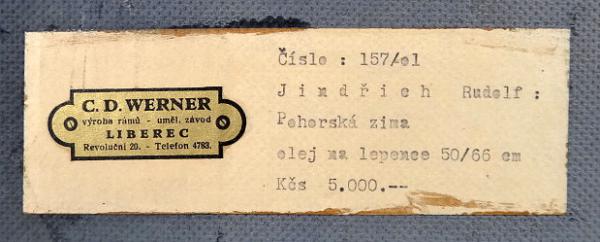 C. D. WERNER
výroba rámů - uměl. závod
LIBEREC
Revoluční 20. - Telefon 4783.
Číslo : 157/ol
Jindřich Rudolf :
Pohorská zima
olej na lepence 50/66 cm
Kčs 5.000.--